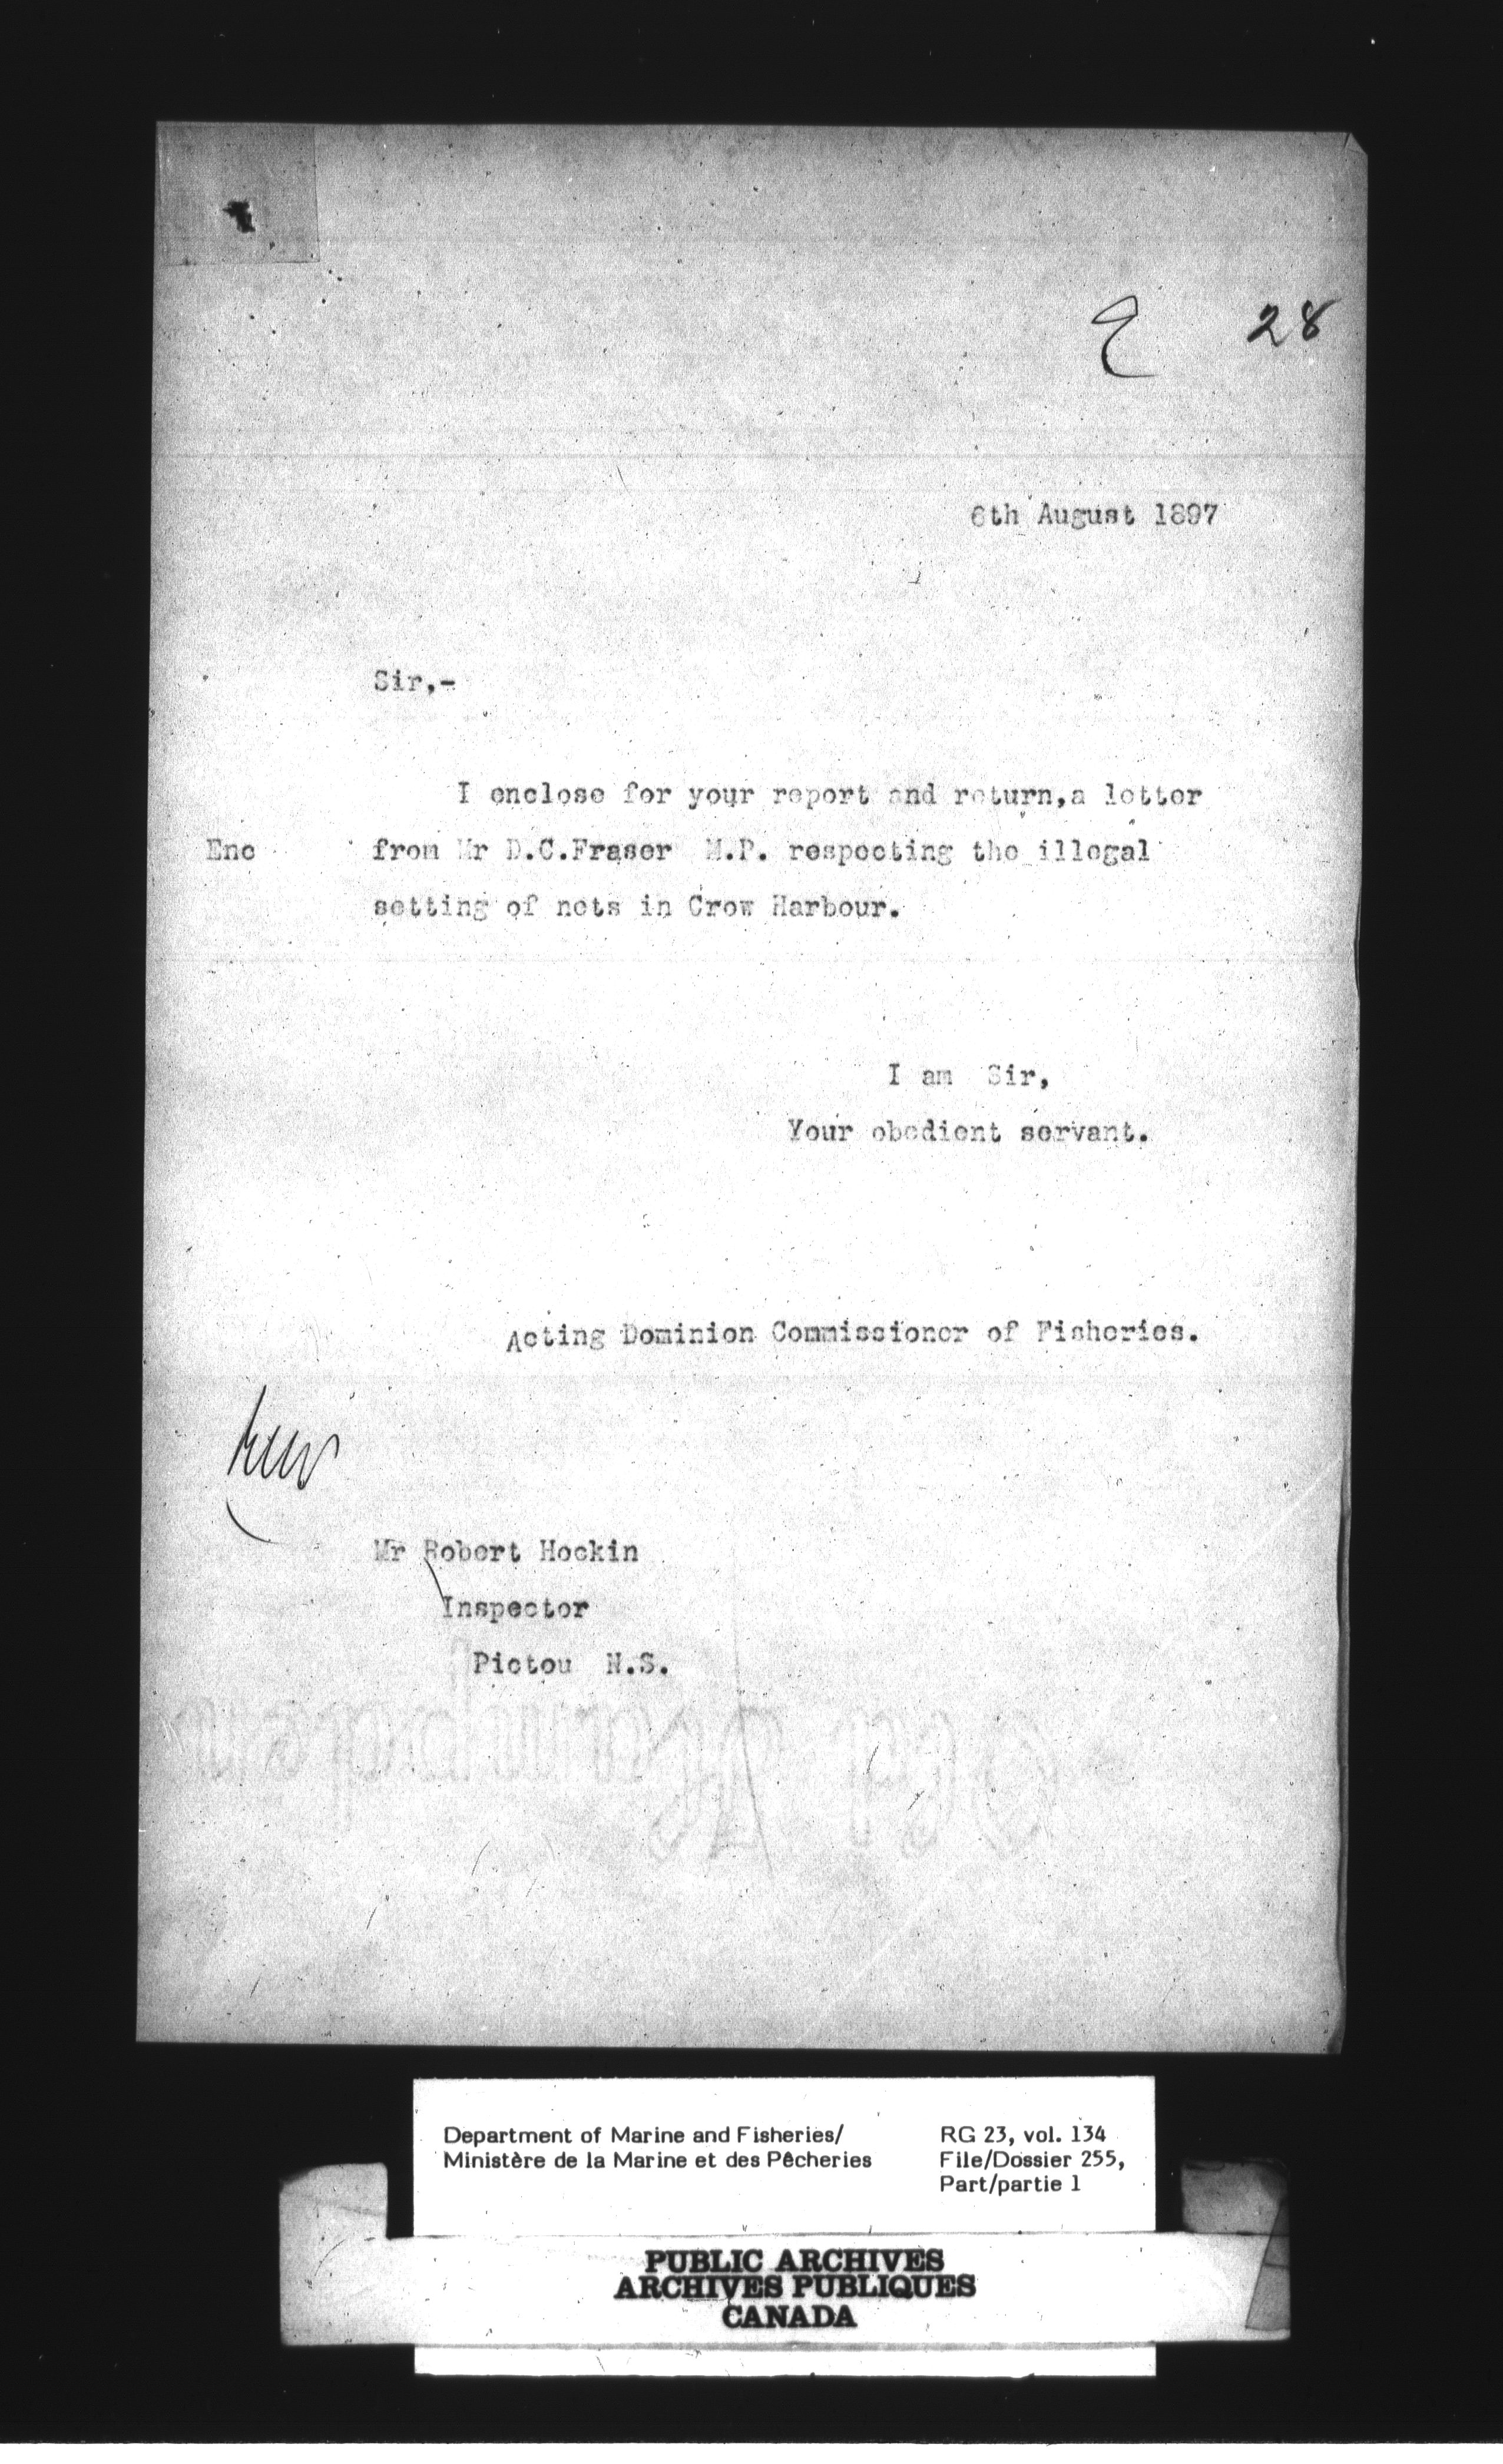 E 28
6th August 1897
Sir,-
I enclose for your report and return,a letter
Enc from Mr D.C.Fraser M.P. respecting the illegal
setting of nets in Crow Harbour.
I am Sir,
Your obedient servant.
Acting Dominion Commissioner of Fisheries.
Mr Robert Hockin
Inspector
Pictou N.S.
Department of Marine and Fisheries/
Ministère de la Marine et des Pêcheries
RG 23, vol. 134
File/Dossier 255,
Part/partie 1
PUBLIC ARCHIVES
ARCHIVES PUBLIQUES
CANADA